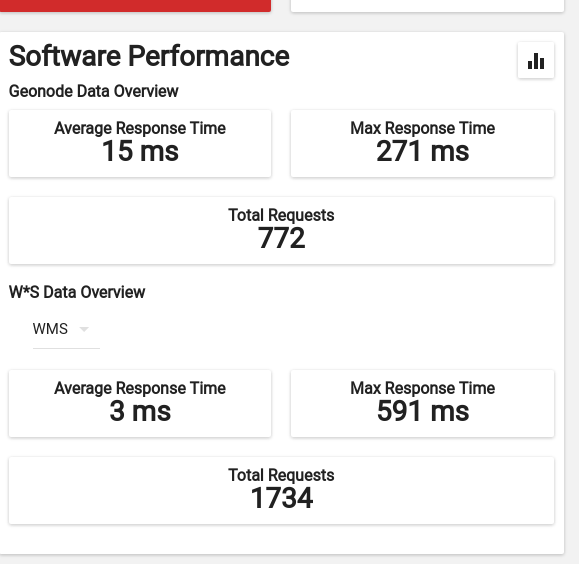 Software Performance
Geonode Data Overview
Average Response Time
15 ms
Max Response Time
271 ms
Total Requests
772
W*S Data Overview
WMS
Average Response Time
3 ms
Max Response Time
591 ms
Total Requests
1734